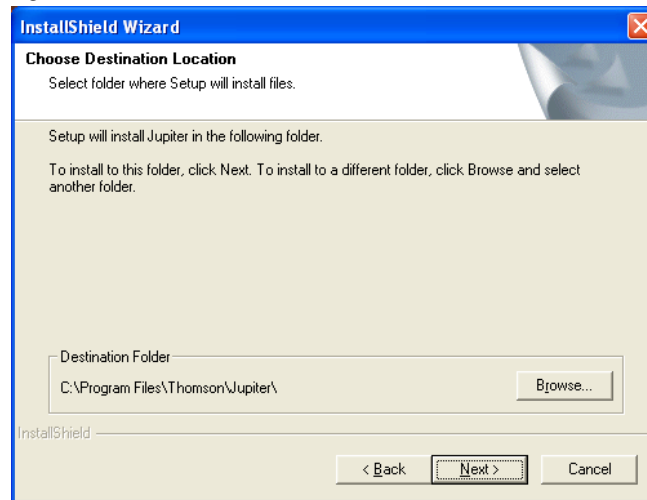 InstallShield Wizard
Choose Destination Location
Select folder where Setup will install files.
Setup will install Jupiter in the following folder.
To install to this folder, click Next. To install to a different folder, click Browse and select
another folder.
Destination Folder
C:\Program Files\Thomson\Jupiter\
Browse...
InstallShield
< Back
Next >
Cancel